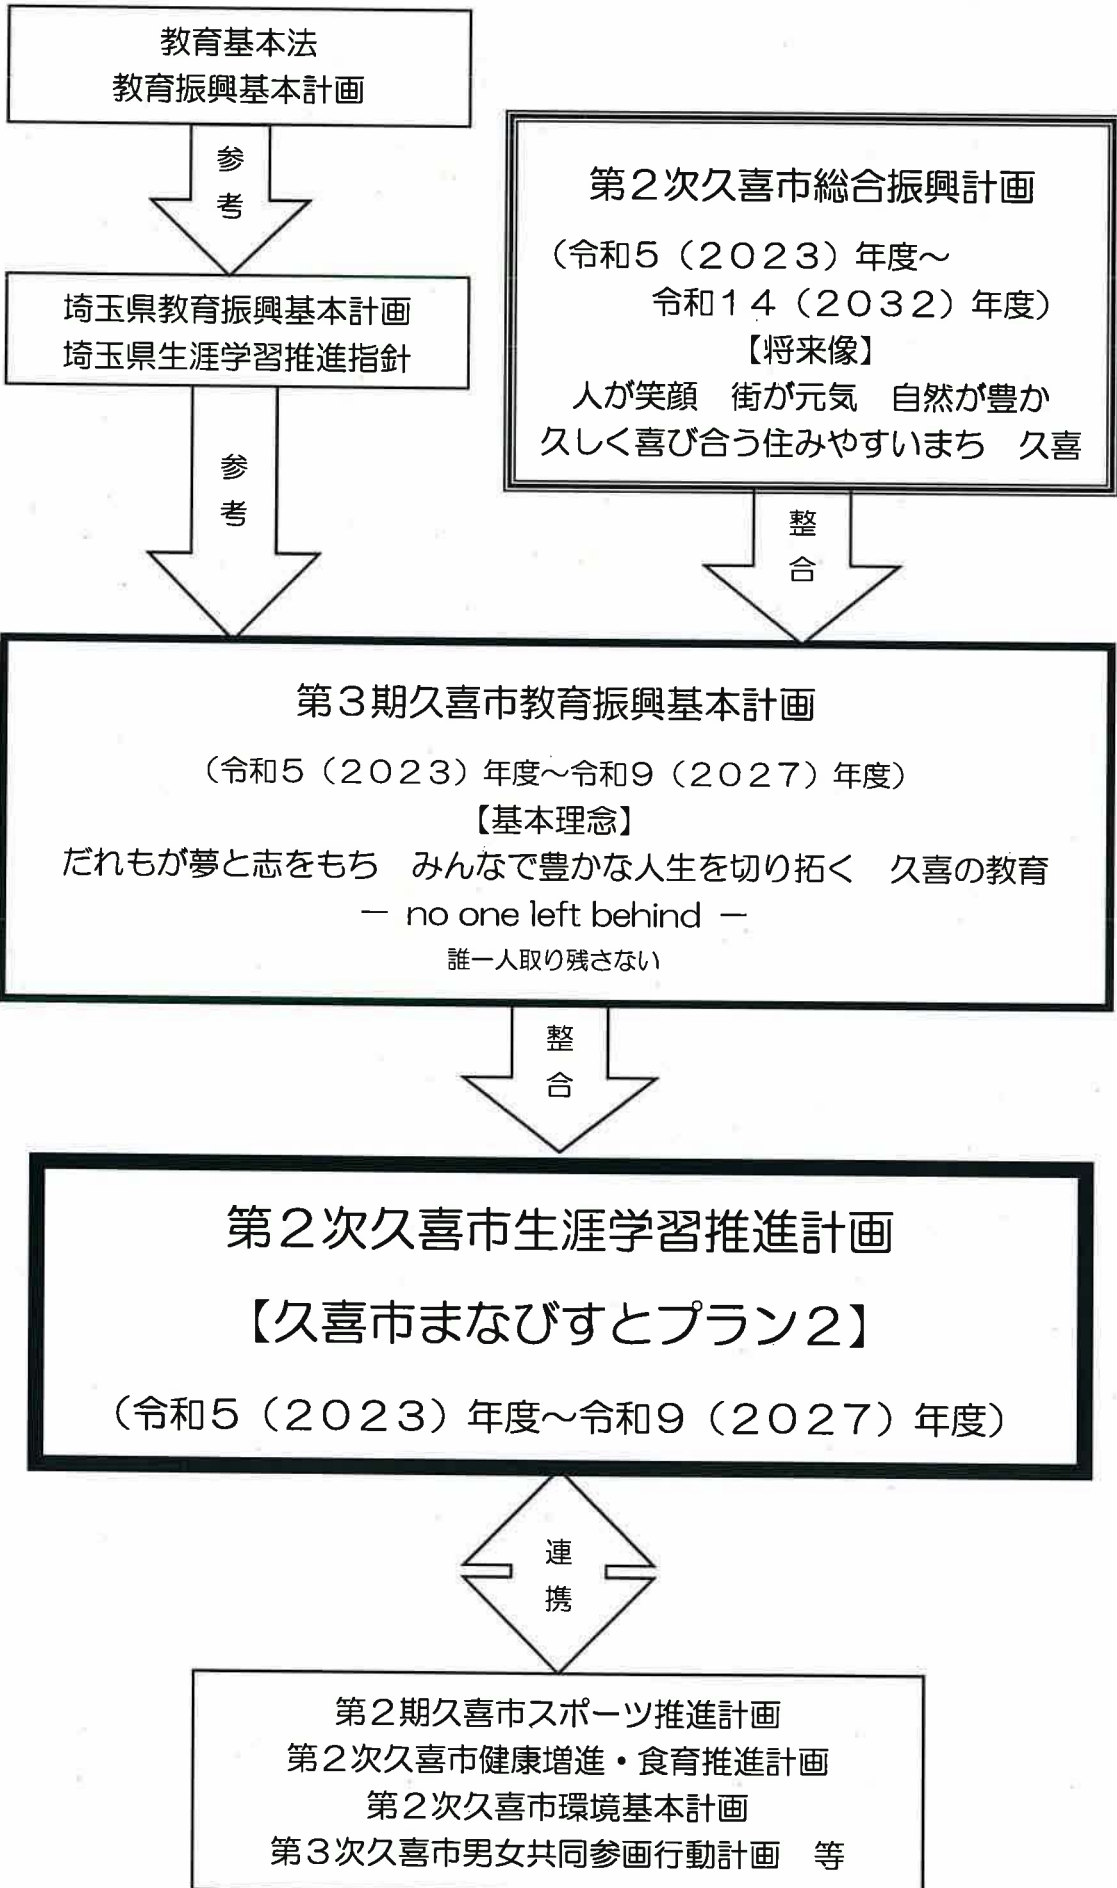 教育基本法
教育振興基本計画
参
考
埼玉県教育振興基本計画
埼玉県生涯学習推進指針
参
考
第2次久喜市総合振興計画
（令和5（2023）年度～
令和14（2032）年度）
【将来像】
人が笑顔　街が元気　自然が豊か
久しく喜び合う住みやすいまち　久喜
整
合
第3期久喜市教育振興基本計画
（令和5（2023）年度～令和9（2027）年度）
【基本理念】
だれもが夢と志をもち　みんなで豊かな人生を切り拓く　久喜の教育
－ no one left behind －
誰一人取り残さない
整
合
第2次久喜市生涯学習推進計画
【久喜市まなびすとプラン2】
（令和5（2023）年度～令和9（2027）年度）
連
携
第2期久喜市スポーツ推進計画
第2次久喜市健康増進・食育推進計画
第2次久喜市環境基本計画
第3次久喜市男女共同参画行動計画　等